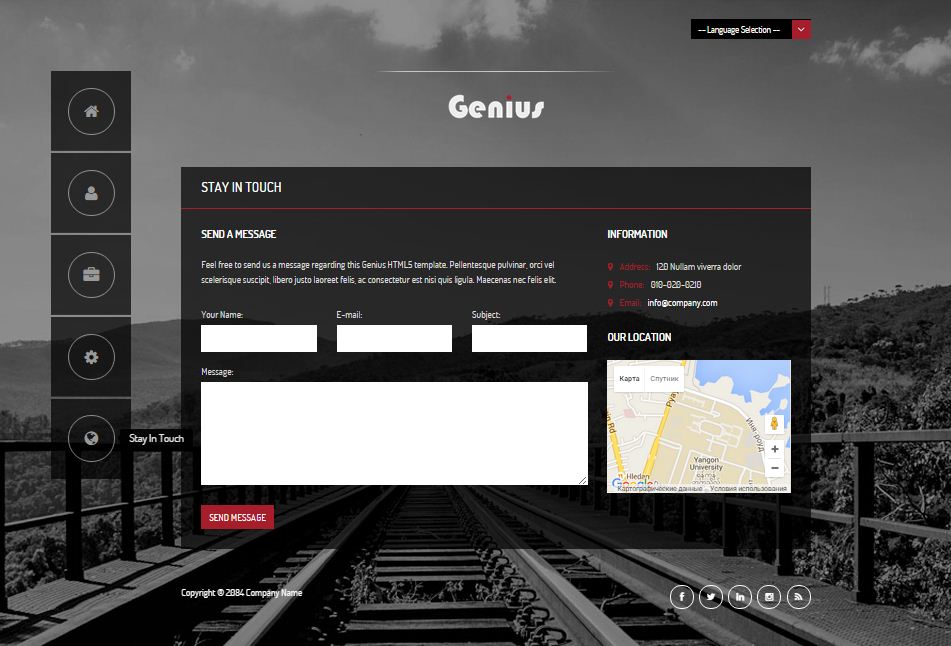 -- Language Selection --
Genius
STAY IN TOUCH
SEND A MESSAGE
Feel free to send us a message regarding this Genius HTML5 template. Pellentesque pulvinar, orci vel
scelerisque suscipit, libero justo laoreet felis, ac consectetur est nisi quis ligula. Maecenas nec felis elit.
Your Name:
E-mail:
Subject:
Message:
SEND MESSAGE
INFORMATION
Address: 120 Nullam viverra dolor
Phone: 010-020-0210
Email: info@company.com
OUR LOCATION
Карта
Спутник
Yangon
University
Hledan
Google
Картографические данные
Условия использования
Stay In Touch
Copyright © 2084 Company Name